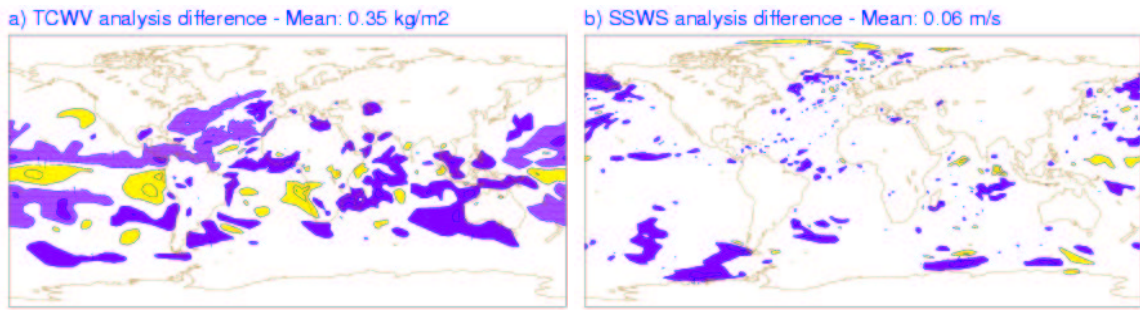 a) TCWV analysis difference - Mean: 0.35 kg/m2
b) SSWS analysis difference - Mean: 0.06 m/s